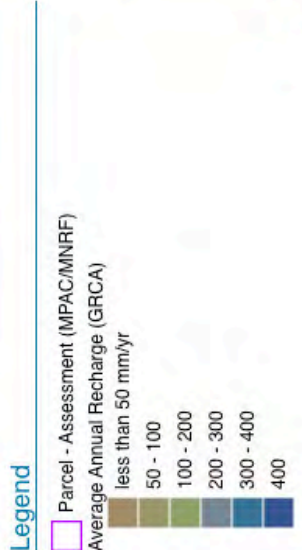 Legend
Parcel - Assessment (MPAC/MNRF)
Average Annual Recharge (GRCA)
less than 50 mm/yr
50 - 100
100 - 200
200 - 300
300 - 400
400